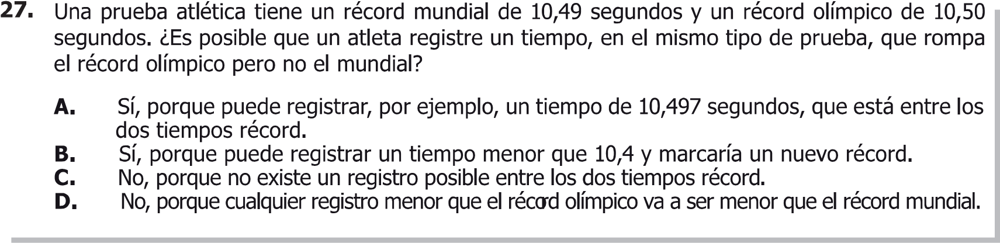 27. Una prueba atlética tiene un récord mundial de 10,49 segundos y un récord olímpico de 10,50
segundos. ¿Es posible que un atleta registre un tiempo, en el mismo tipo de prueba, que rompa
el récord olímpico pero no el mundial?
A. Sí, porque puede registrar, por ejemplo, un tiempo de 10,497 segundos, que está entre los
dos tiempos récord.
B. Sí, porque puede registrar un tiempo menor que 10,4 y marcaría un nuevo récord.
C. No, porque no existe un registro posible entre los dos tiempos récord.
D. No, porque cualquier registro menor que el récord olímpico va a ser menor que el récord mundial.